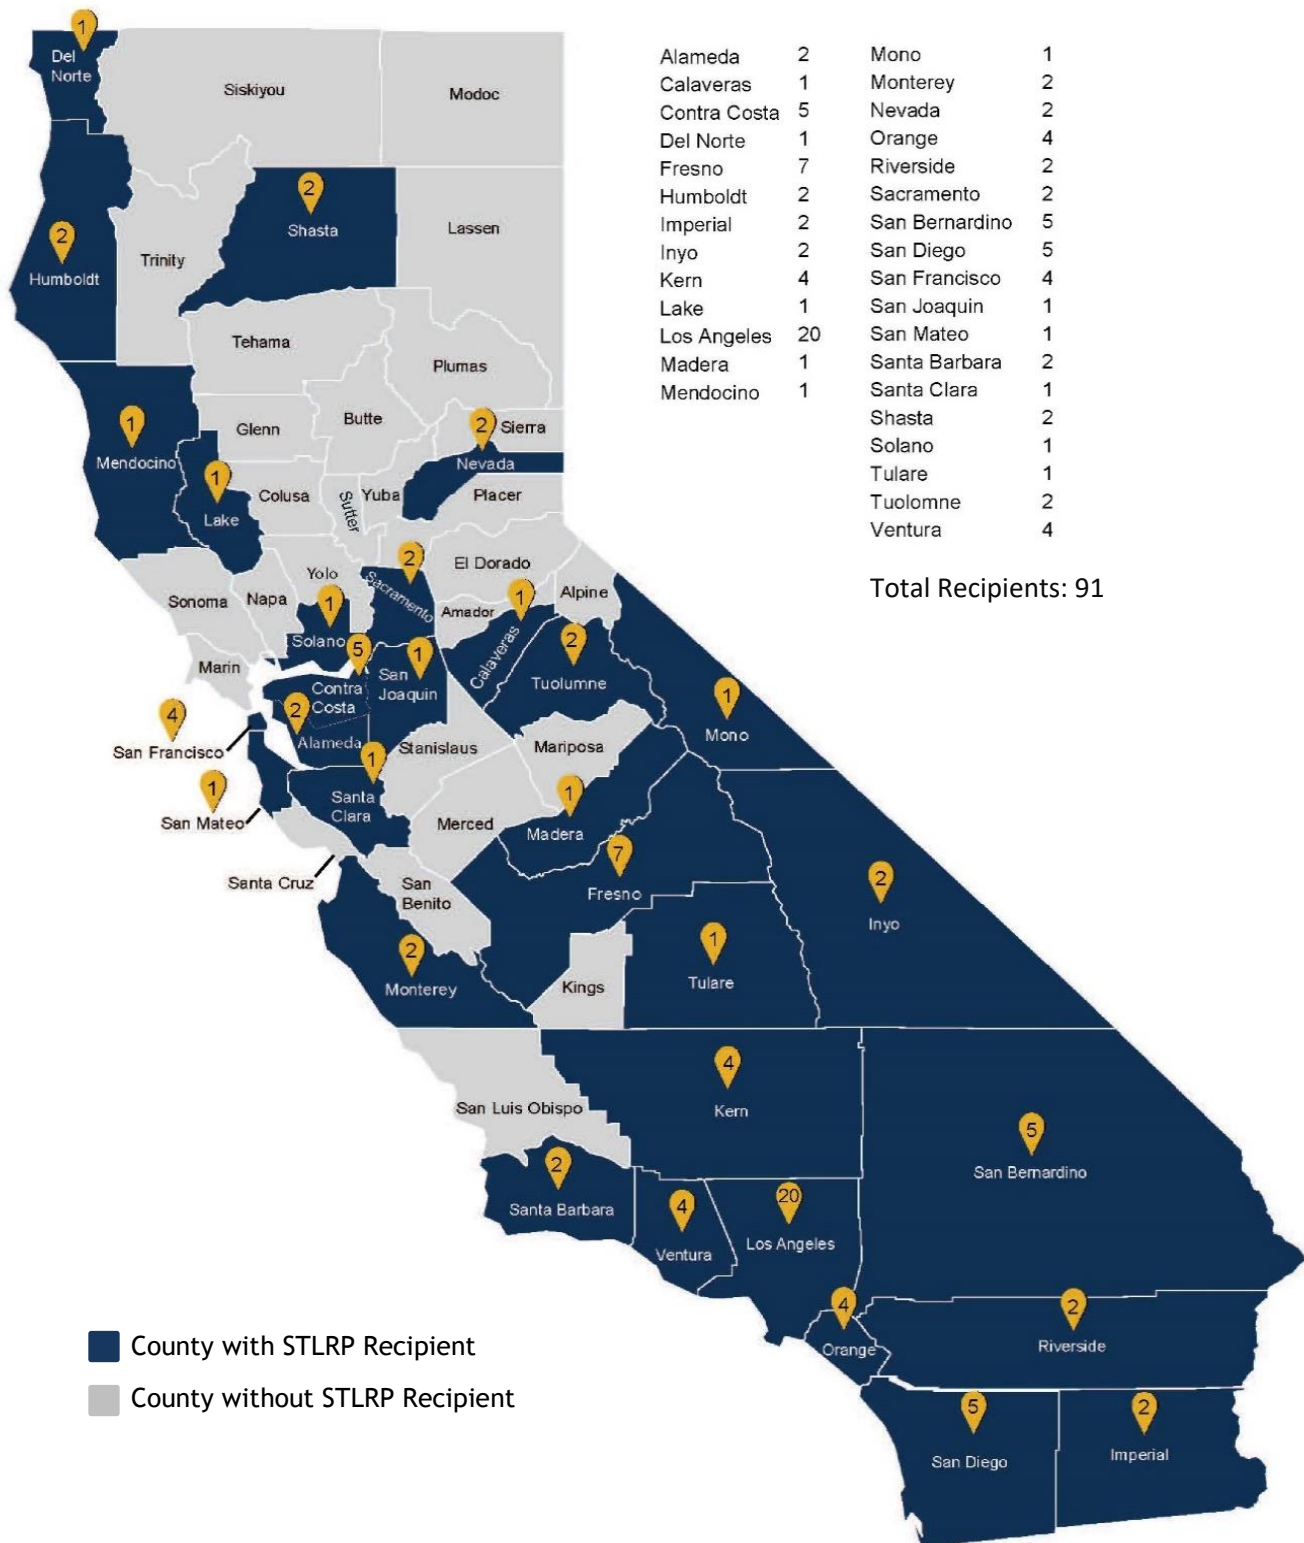 Alameda 2
Calaveras 1
Contra Costa 5
Del Norte 1
Fresno 7
Humboldt 2
Imperial 2
Inyo 2
Kern 4
Lake 1
Los Angeles 20
Madera 1
Mendocino 1
Mono 1
Monterey 2
Nevada 2
Orange 4
Riverside 2
Sacramento 2
San Bernardino 5
San Diego 5
San Francisco 4
San Joaquin 1
San Mateo 1
Santa Barbara 2
Santa Clara 1
Shasta 2
Solano 1
Tulare 1
Tuolomne 2
Ventura 4
Total Recipients: 91
1
Del
Norte
Siskiyou
Modoc
2
Shasta
Lassen
2
Humboldt
Trinity
Tehama
Plumas
1
Mendocino
Glenn
Butte
2
Sierra
Nevada
1
Lake
Colusa
Sutter
Yuba
Placer
Sonoma
Napa
Yolo
2
Sacramento
El Dorado
Alpine
1
Solano
Amador
1
Calaveras
Marin
5
Contra
Costa
1
San
Joaquin
2
Tuolumne
1
Mono
4
San Francisco
2
Alameda
Stanislaus
Mariposa
1
San Mateo
1
Santa
Clara
Merced
1
Madera
Santa Cruz
San
Benito
7
Fresno
2
Inyo
2
Monterey
Kings
1
Tulare
San Luis Obispo
4
Kern
5
San Bernardino
2
Santa Barbara
4
Ventura
20
Los Angeles
4
Orange
2
Riverside
5
San Diego
2
Imperial
County with STLRP Recipient
County without STLRP Recipient